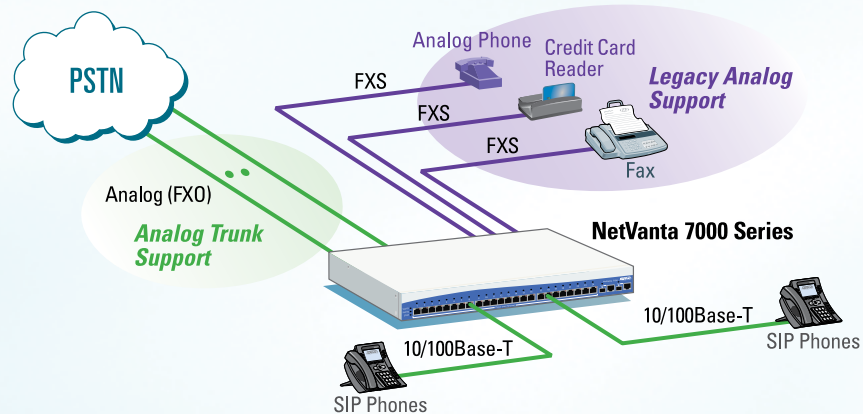 PSTN
Analog Phone
Credit Card
Reader
Legacy Analog
Support
FXS
FXS
FXS
Fax
Analog (FXO)
Analog Trunk
Support
NetVanta 7000 Series
10/100Base-T
SIP Phones
10/100Base-T
SIP Phones